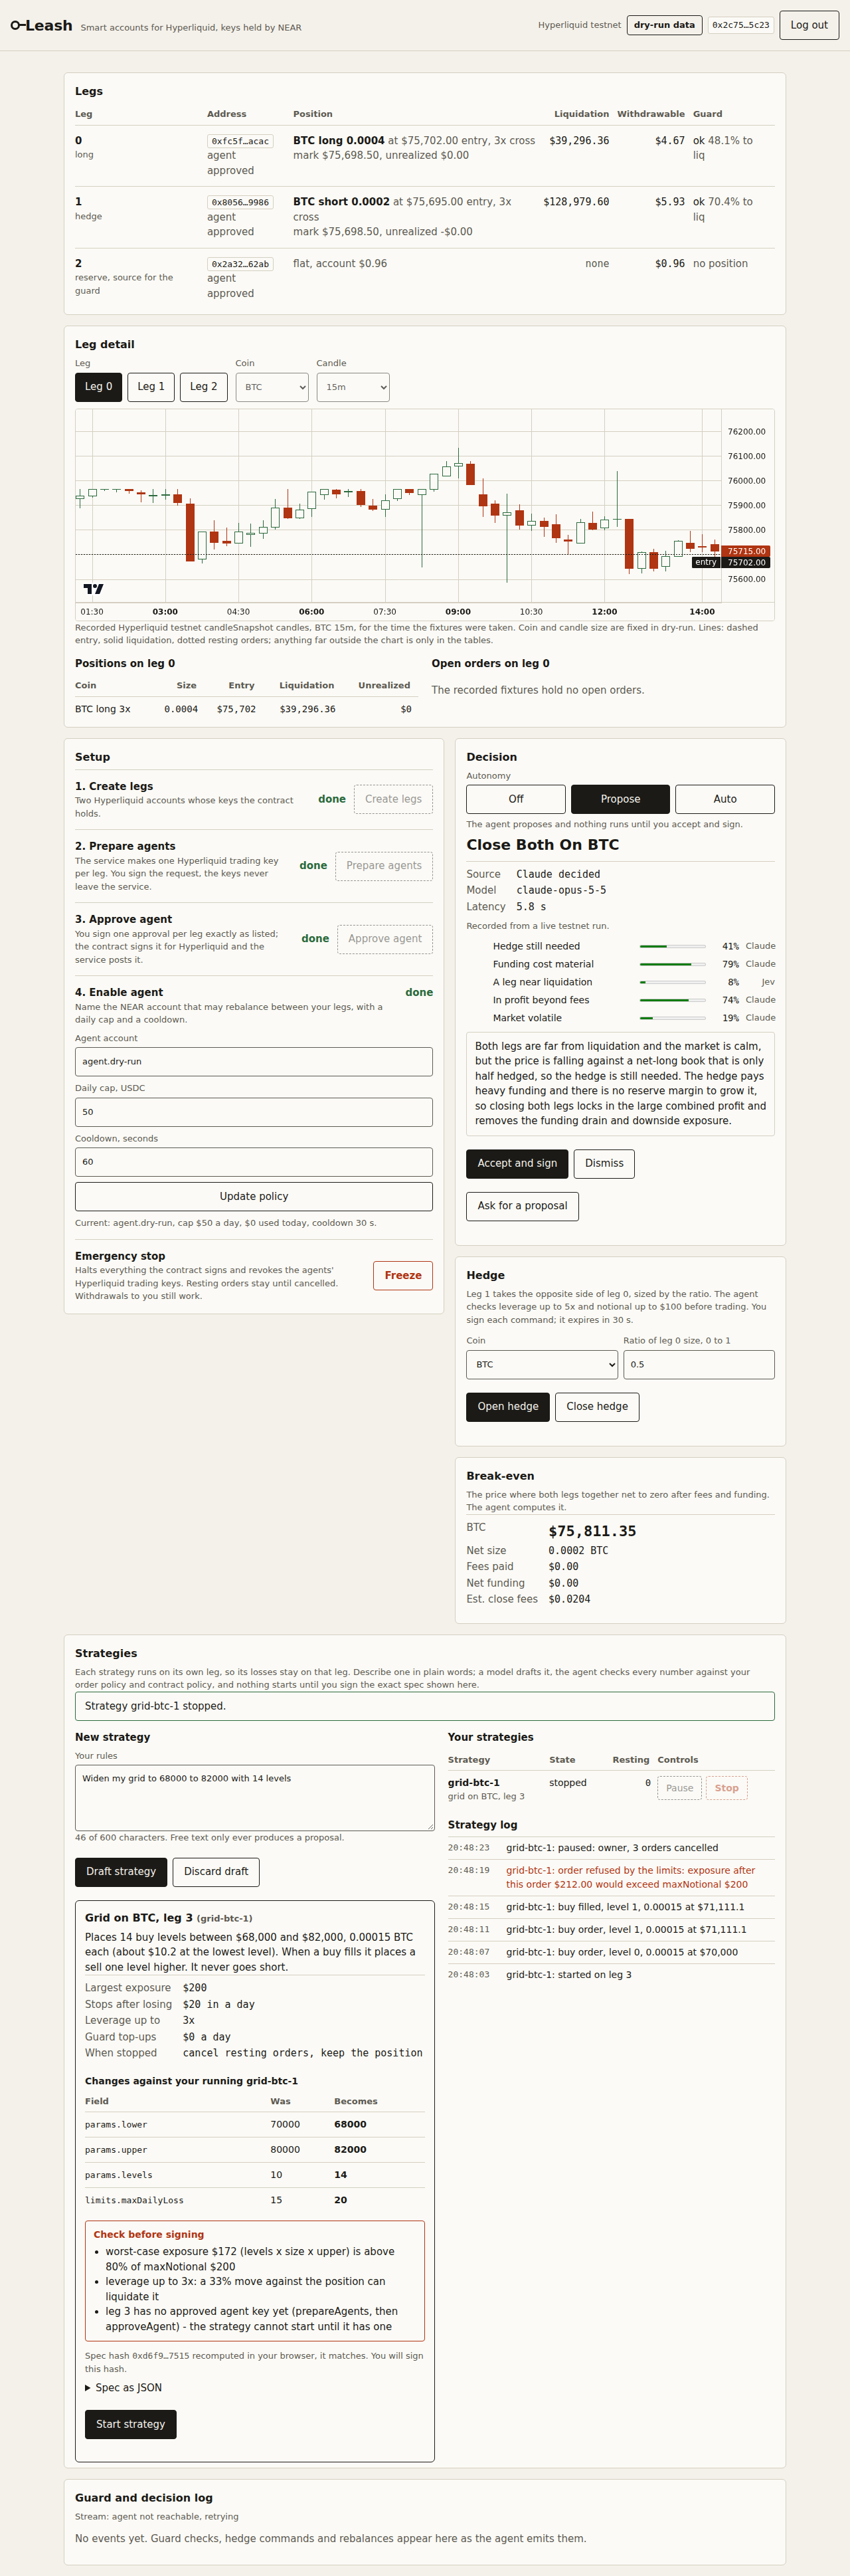 Leash Smart accounts for Hyperliquid, keys held by NEAR
Hyperliquid testnet dry-run data 0x2c75…5c23 Log out
Legs
Leg Address Position Liquidation Withdrawable Guard
0 0xfc5f…acac BTC long 0.0004 at $75,702.00 entry, 3x cross $39,296.36 $4.67 ok 48.1% to
long agent mark $75,698.50, unrealized $0.00 liq
approved
1 0x8056…9986 BTC short 0.0002 at $75,695.00 entry, 3x $128,979.60 $5.93 ok 70.4% to
hedge agent cross liq
approved mark $75,698.50, unrealized -$0.00
2 0x2a32…62ab flat, account $0.96 none $0.96 no position
reserve, source for the agent
guard approved
Leg detail
Leg Coin Candle
Leg 0 Leg 1 Leg 2 BTC 15m
76200.00
76100.00
76000.00
75900.00
75800.00
75715.00
entry 75702.00
75600.00
01:30 03:00 04:30 06:00 07:30 09:00 10:30 12:00 14:00
Recorded Hyperliquid testnet candleSnapshot candles, BTC 15m, for the time the fixtures were taken. Coin and candle size are fixed in dry-run. Lines: dashed
entry, solid liquidation, dotted resting orders; anything far outside the chart is only in the tables.
Positions on leg 0
Coin Size Entry Liquidation Unrealized
BTC long 3x 0.0004 $75,702 $39,296.36 $0
Open orders on leg 0
The recorded fixtures hold no open orders.
Setup
1. Create legs
Two Hyperliquid accounts whose keys the contract
holds.
done Create legs
2. Prepare agents
The service makes one Hyperliquid trading key
per leg. You sign the request, the keys never
leave the service.
done Prepare agents
3. Approve agent
You sign one approval per leg exactly as listed;
the contract signs it for Hyperliquid and the
service posts it.
done Approve agent
4. Enable agent
Name the NEAR account that may rebalance between your legs, with a
daily cap and a cooldown.
done
Agent account
agent.dry-run
Daily cap, USDC
50
Cooldown, seconds
60
Update policy
Current: agent.dry-run, cap $50 a day, $0 used today, cooldown 30 s.
Emergency stop
Halts everything the contract signs and revokes the agents'
Hyperliquid trading keys. Resting orders stay until cancelled.
Withdrawals to you still work.
Freeze
Decision
Autonomy
Off Propose Auto
The agent proposes and nothing runs until you accept and sign.
Close Both On BTC
Source Claude decided
Model claude-opus-5-5
Latency 5.8 s
Recorded from a live testnet run.
Hedge still needed 41% Claude
Funding cost material 79% Claude
A leg near liquidation 8% Jev
In profit beyond fees 74% Claude
Market volatile 19% Claude
Both legs are far from liquidation and the market is calm,
but the price is falling against a net-long book that is only
half hedged, so the hedge is still needed. The hedge pays
heavy funding and there is no reserve margin to grow it,
so closing both legs locks in the large combined profit and
removes the funding drain and downside exposure.
Accept and sign Dismiss
Ask for a proposal
Hedge
Leg 1 takes the opposite side of leg 0, sized by the ratio. The agent
checks leverage up to 5x and notional up to $100 before trading. You
sign each command; it expires in 30 s.
Coin Ratio of leg 0 size, 0 to 1
BTC 0.5
Open hedge Close hedge
Break-even
The price where both legs together net to zero after fees and funding.
The agent computes it.
BTC $75,811.35
Net size 0.0002 BTC
Fees paid $0.00
Net funding $0.00
Est. close fees $0.0204
Strategies
Each strategy runs on its own leg, so its losses stay on that leg. Describe one in plain words; a model drafts it, the agent checks every number against your
order policy and contract policy, and nothing starts until you sign the exact spec shown here.
Strategy grid-btc-1 stopped.
New strategy
Your rules
Widen my grid to 68000 to 82000 with 14 levels
46 of 600 characters. Free text only ever produces a proposal.
Draft strategy Discard draft
Grid on BTC, leg 3 (grid-btc-1)
Places 14 buy levels between $68,000 and $82,000, 0.00015 BTC
each (about $10.2 at the lowest level). When a buy fills it places a
sell one level higher. It never goes short.
Largest exposure $200
Stops after losing $20 in a day
Leverage up to 3x
Guard top-ups $0 a day
When stopped cancel resting orders, keep the position
Changes against your running grid-btc-1
Field Was Becomes
params.lower 70000 68000
params.upper 80000 82000
params.levels 10 14
limits.maxDailyLoss 15 20
Check before signing
• worst-case exposure $172 (levels x size x upper) is above
80% of maxNotional $200
• leverage up to 3x: a 33% move against the position can
liquidate it
• leg 3 has no approved agent key yet (prepareAgents, then
approveAgent) - the strategy cannot start until it has one
Spec hash 0xd6f9…7515 recomputed in your browser, it matches. You will sign
this hash.
Spec as JSON
Start strategy
Your strategies
Strategy State Resting Controls
grid-btc-1 stopped 0 Pause Stop
grid on BTC, leg 3
Strategy log
20:48:23 grid-btc-1: paused: owner, 3 orders cancelled
20:48:19 grid-btc-1: order refused by the limits: exposure after
this order $212.00 would exceed maxNotional $200
20:48:15 grid-btc-1: buy filled, level 1, 0.00015 at $71,111.1
20:48:11 grid-btc-1: buy order, level 1, 0.00015 at $71,111.1
20:48:07 grid-btc-1: buy order, level 0, 0.00015 at $70,000
20:48:03 grid-btc-1: started on leg 3
Guard and decision log
Stream: agent not reachable, retrying
No events yet. Guard checks, hedge commands and rebalances appear here as the agent emits them.